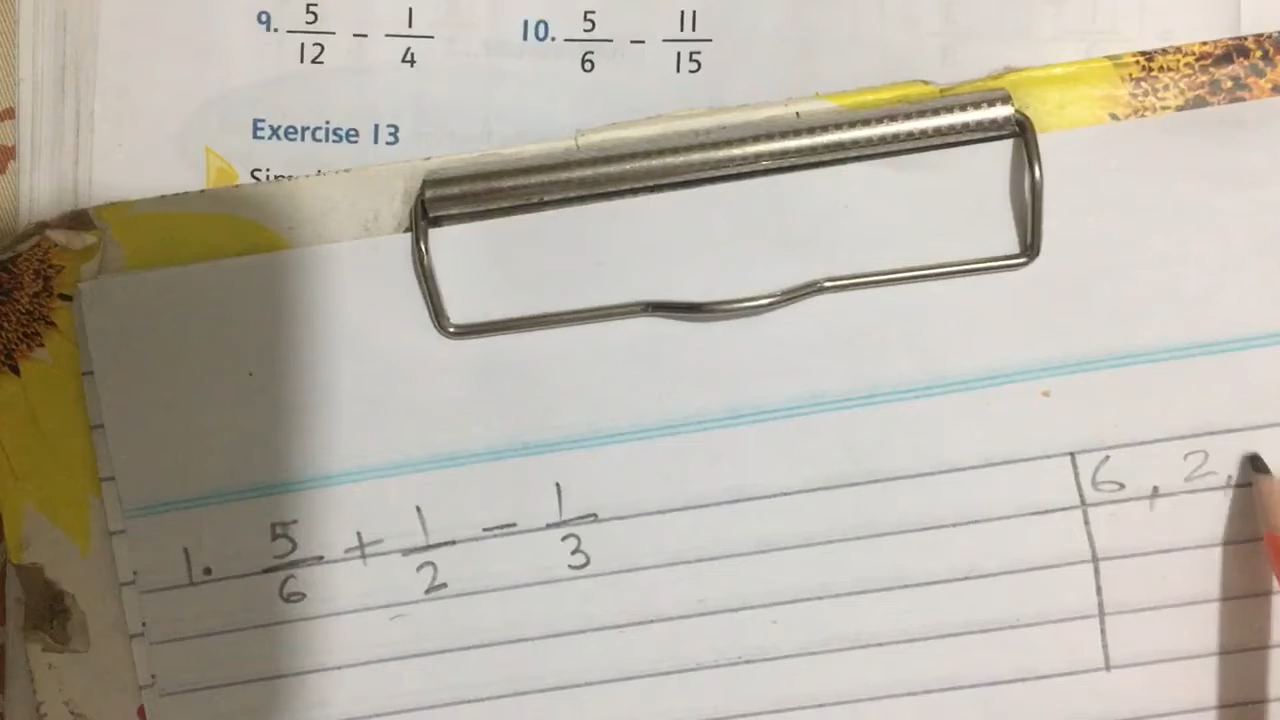 9. 5/12 - 1/4 10. 5/6 - 11/15
Exercise 13
1. 5/6 + 1/2 - 1/3
6, 2,